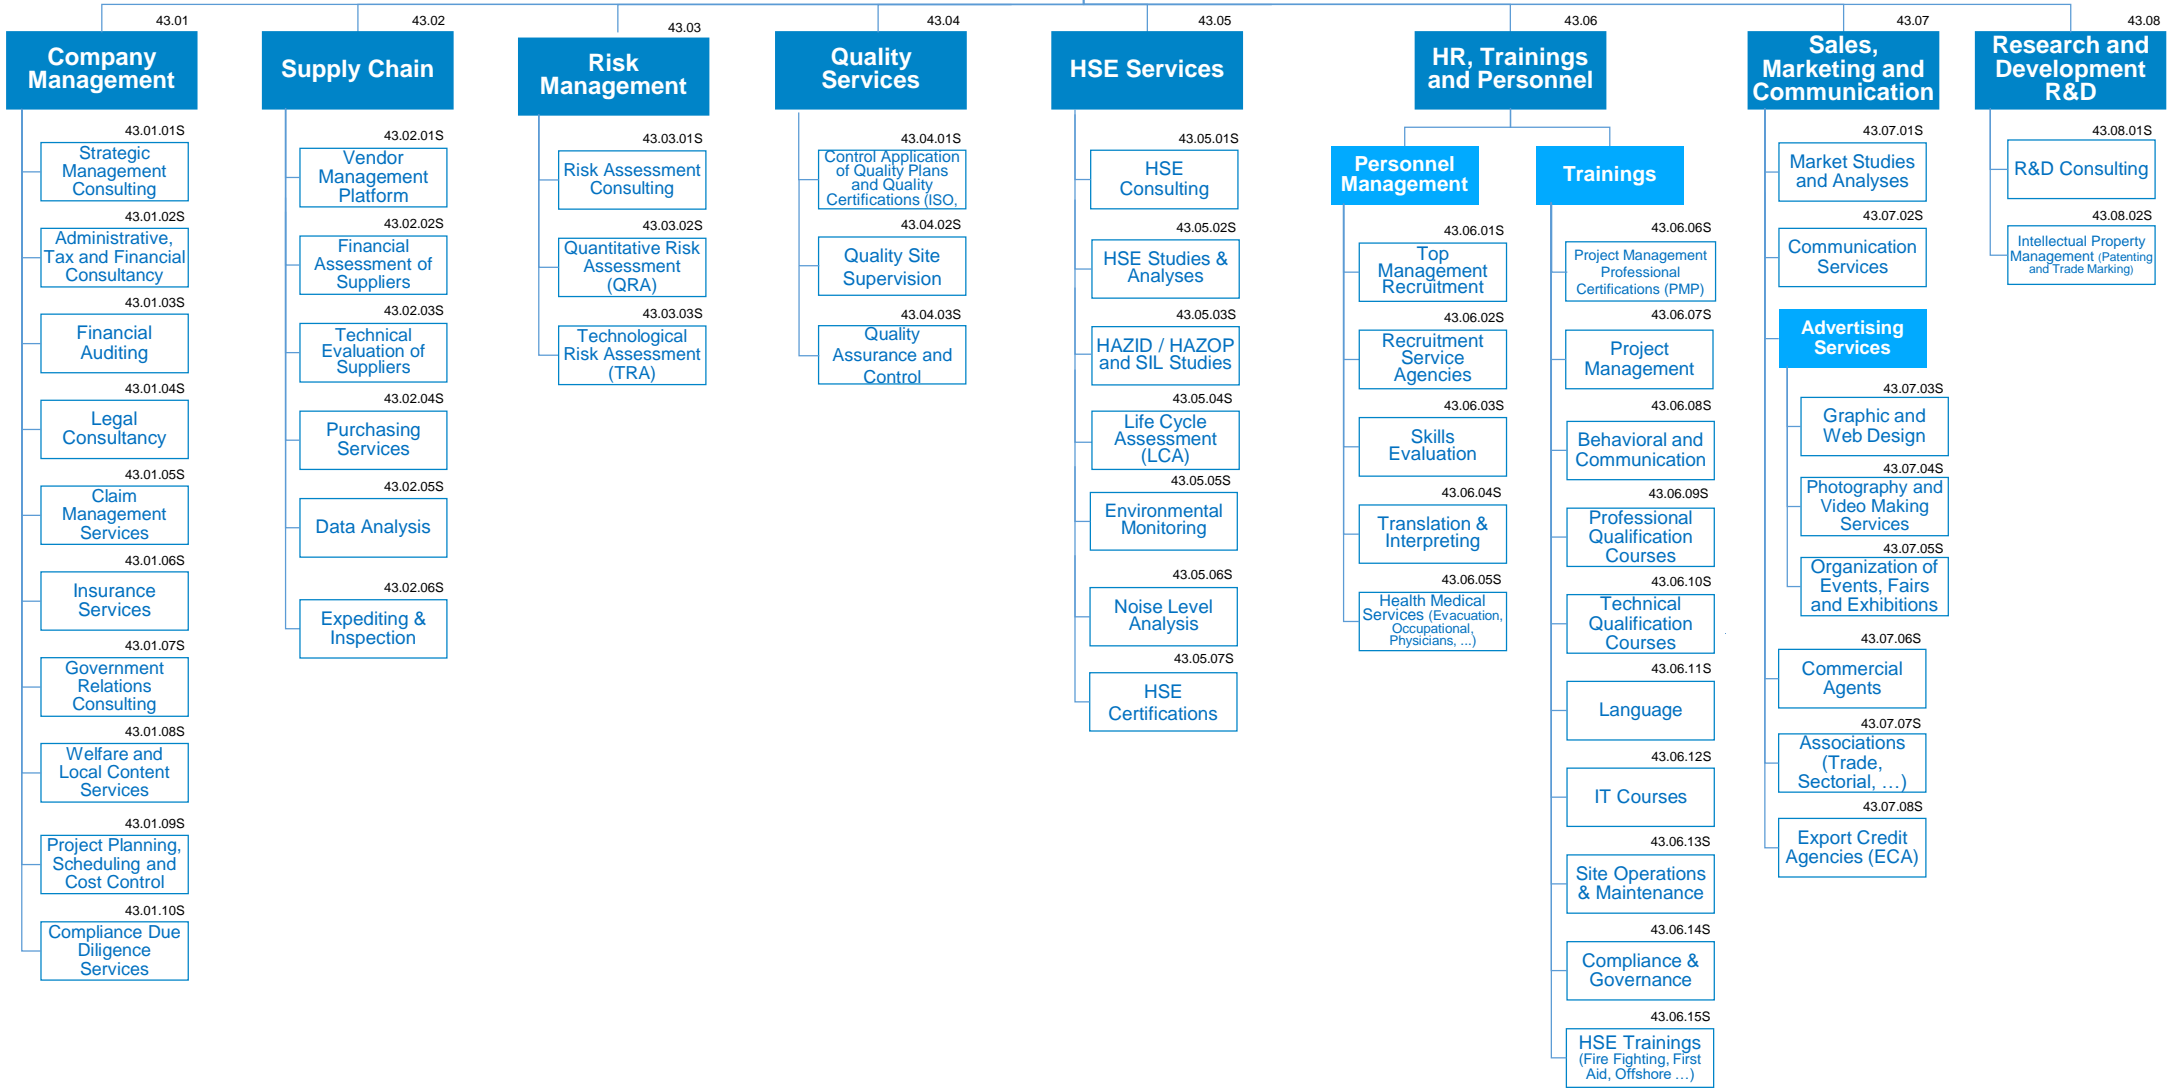 43.01
Company
Management
43.01.01S
Strategic
Management
Consulting
43.01.02S
Administrative,
Tax and Financial
Consultancy
43.01.03S
Financial
Auditing
43.01.04S
Legal
Consultancy
43.01.05S
Claim
Management
Services
43.01.06S
Insurance
Services
43.01.07S
Government
Relations
Consulting
43.01.08S
Welfare and
Local Content
Services
43.01.09S
Project Planning,
Scheduling and
Cost Control
43.01.10S
Compliance Due
Diligence
Services
43.02
Supply Chain
43.02.01S
Vendor
Management
Platform
43.02.02S
Financial
Assessment of
Suppliers
43.02.03S
Technical
Evaluation of
Suppliers
43.02.04S
Purchasing
Services
43.02.05S
Data Analysis
43.02.06S
Expediting &
Inspection
43.03
Risk
Management
43.03.01S
Risk Assessment
Consulting
43.03.02S
Quantitative Risk
Assessment
(QRA)
43.03.03S
Technological
Risk Assessment
(TRA)
43.04
Quality
Services
43.04.01S
Control Application
of Quality Plans
and Quality
Certifications (ISO,
43.04.02S
Quality Site
Supervision
43.04.03S
Quality
Assurance and
Control
43.05
HSE Services
43.05.01S
HSE
Consulting
43.05.02S
HSE Studies &
Analyses
43.05.03S
HAZID / HAZOP
and SIL Studies
43.05.04S
Life Cycle
Assessment
(LCA)
43.05.05S
Environmental
Monitoring
43.05.06S
Noise Level
Analysis
43.05.07S
HSE
Certifications
43.06
HR, Trainings
and Personnel
Personnel
Management
43.06.01S
Top
Management
Recruitment
43.06.02S
Recruitment
Service
Agencies
43.06.03S
Skills
Evaluation
43.06.04S
Translation &
Interpreting
43.06.05S
Health Medical
Services (Evacuation,
Occupational,
Physicians, ...)
Trainings
43.06.06S
Project Management
Professional
Certifications (PMP)
43.06.07S
Project
Management
43.06.08S
Behavioral and
Communication
43.06.09S
Professional
Qualification
Courses
43.06.10S
Technical
Qualification
Courses
43.06.11S
Language
43.06.12S
IT Courses
43.06.13S
Site Operations
& Maintenance
43.06.14S
Compliance &
Governance
43.06.15S
HSE Trainings
(Fire Fighting, First
Aid, Offshore ...)
43.07
Sales,
Marketing and
Communication
43.07.01S
Market Studies
and Analyses
43.07.02S
Communication
Services
Advertising
Services
43.07.03S
Graphic and
Web Design
43.07.04S
Photography and
Video Making
Services
43.07.05S
Organization of
Events, Fairs
and Exhibitions
43.07.06S
Commercial
Agents
43.07.07S
Associations
(Trade,
Sectorial, …)
43.07.08S
Export Credit
Agencies (ECA)
43.08
Research and
Development
R&D
43.08.01S
R&D Consulting
43.08.02S
Intellectual Property
Management (Patenting
and Trade Marking)